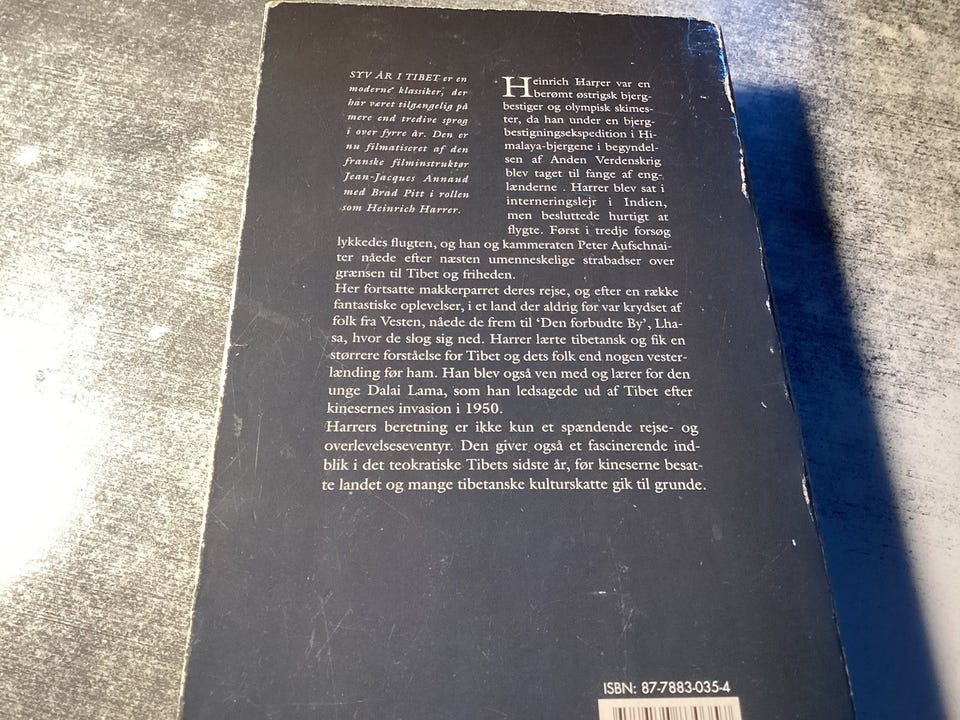 SYV ÅR I TIBET er en
moderne klassiker, der
har været tilgængelig på
mere end tredive sprog
i over fyrre år. Den er
nu filmatiseret af den
franske filminstruktør
Jean-Jacques Annaud
med Brad Pitt i rollen
som Heinrich Harrer.
Heinrich Harrer var en
berømt østrigsk bjerg-
bestiger og olympisk skimes-
ter, da han under en bjerg-
bestigningsekspedition i Hi-
malaya-bjergene i begyndel-
sen af Anden Verdenskrig
blev taget til fange af eng-
lænderne . Harrer blev sat i
interneringslejr i Indien,
men besluttede hurtigt at
flygte. Først i tredje forsøg
lykkedes flugten, og han og kammeraten Peter Aufschnai-
ter nåede efter næsten umenneskelige strabadser over
grænsen til Tibet og friheden.
Her fortsatte makkerparret deres rejse, og efter en række
fantastiske oplevelser, i et land der aldrig før var krydset af
folk fra Vesten, nåede de frem til ‘Den forbudte By’, Lha-
sa, hvor de slog sig ned. Harrer lærte tibetansk og fik en
større forståelse for Tibet og dets folk end nogen vester-
lænding før ham. Han blev også ven med og lærer for den
unge Dalai Lama, som han ledsagede ud af Tibet efter
kinesernes invasion i 1950.
Harrers beretning er ikke kun et spændende rejse- og
overlevelseseventyr. Den giver også et fascinerende ind-
blik i det teokratiske Tibets sidste år, før kineserne besat-
te landet og mange tibetanske kulturskatte gik til grunde.
ISBN: 87-7883-035-4